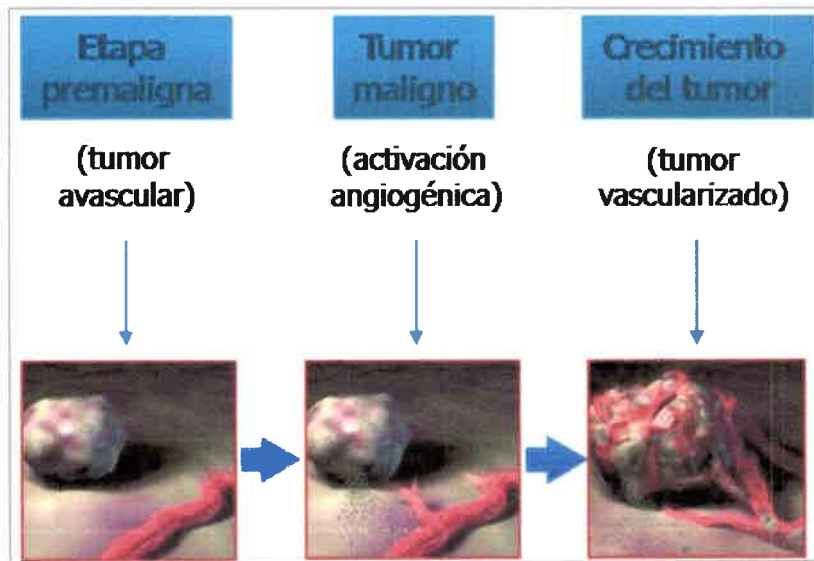 Etapa
premaligna
Tumor
maligno
Crecimiento
del tumor
(tumor
avascular)
(activación
angiogénica)
(tumor
vascularizado)